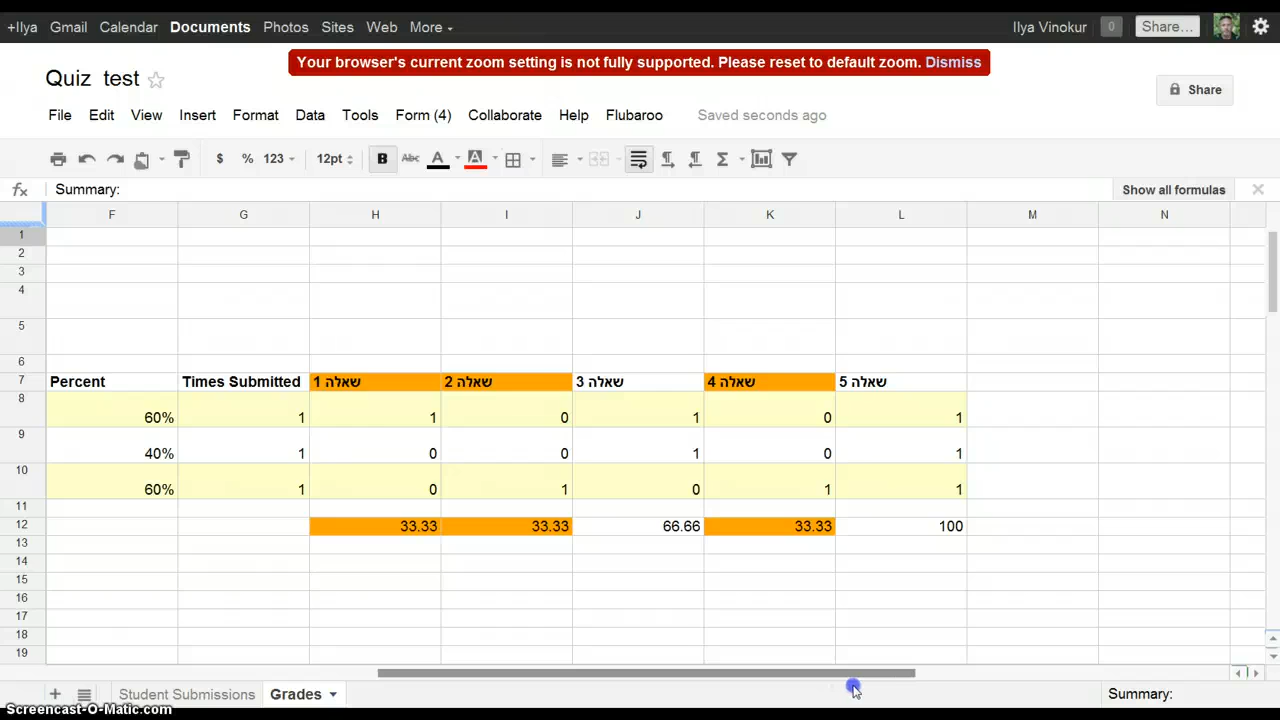 +Ilya Gmail Calendar Documents Photos Sites Web More Ilya Vinokur 0 Share...
Your browser's current zoom setting is not fully supported. Please reset to default zoom. Dismiss
Quiz test
Share
File Edit View Insert Format Data Tools Form (4) Collaborate Help Flubaroo Saved seconds ago
$ % 123 12pt B Abc A A Σ
fx Summary: Show all formulas
F G H I J K L M N
1
2
3
4
5
6
7 Percent Times Submitted שאלה 1 שאלה 2 שאלה 3 שאלה 4 שאלה 5
8 60% 1 1 0 1 0 1
9 40% 1 0 0 1 0 1
10 60% 1 0 1 0 1 1
11
12 33.33 33.33 66.66 33.33 100
13
14
15
16
17
18
19
+ Student Submissions Grades Summary:
Screencast-O-Matic.com